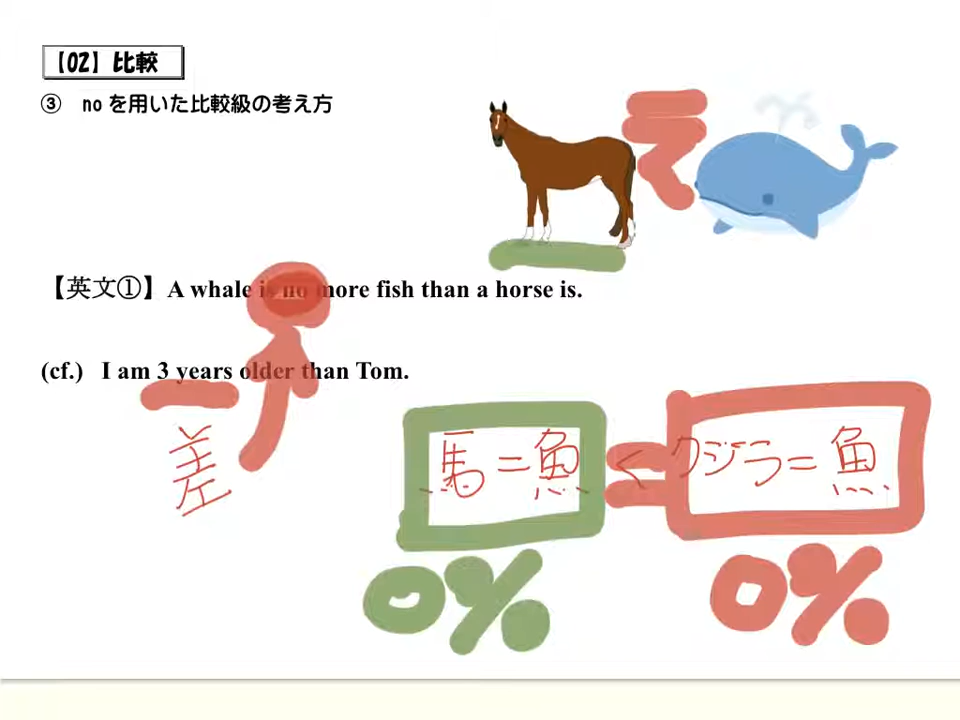 【02】比較
③ noを用いた比較級の考え方
え
【英文①】A whale is no more fish than a horse is.
(cf.) I am 3 years older than Tom.
差
馬=魚 < クジラ=魚
0% 0%